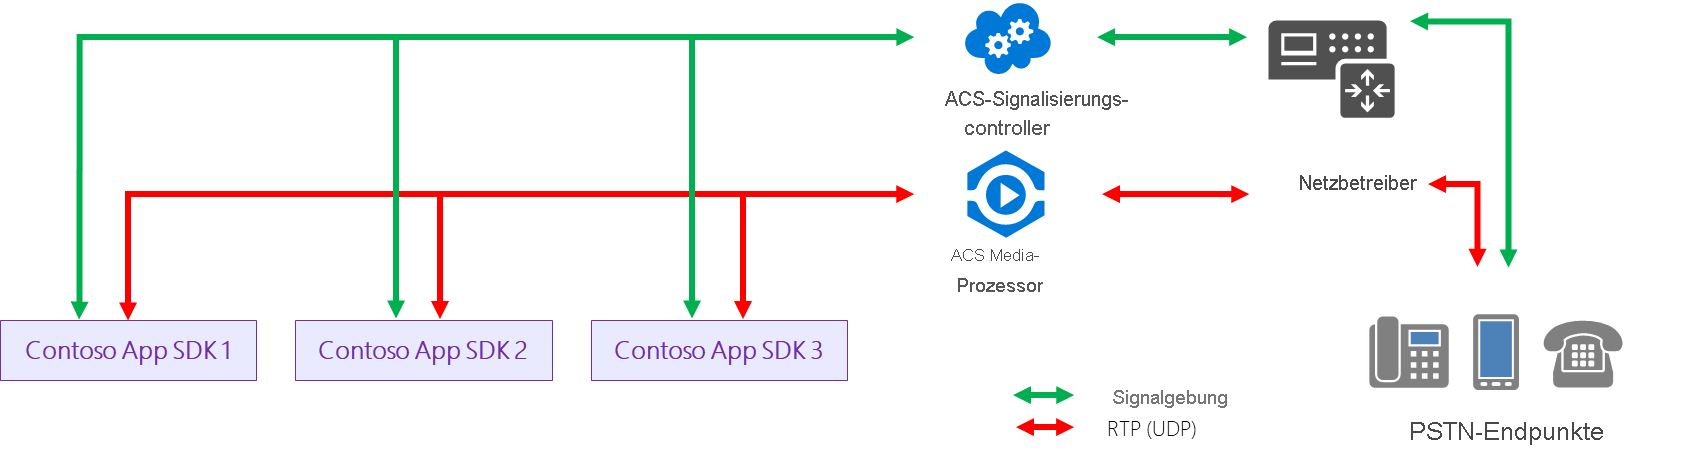 ACS-Signalisierungs-
controller
Netzbetreiber
ACS Media-
Prozessor
Contoso App SDK 1
Contoso App SDK 2
Contoso App SDK 3
Signalgebung
RTP (UDP)
PSTN-Endpunkte